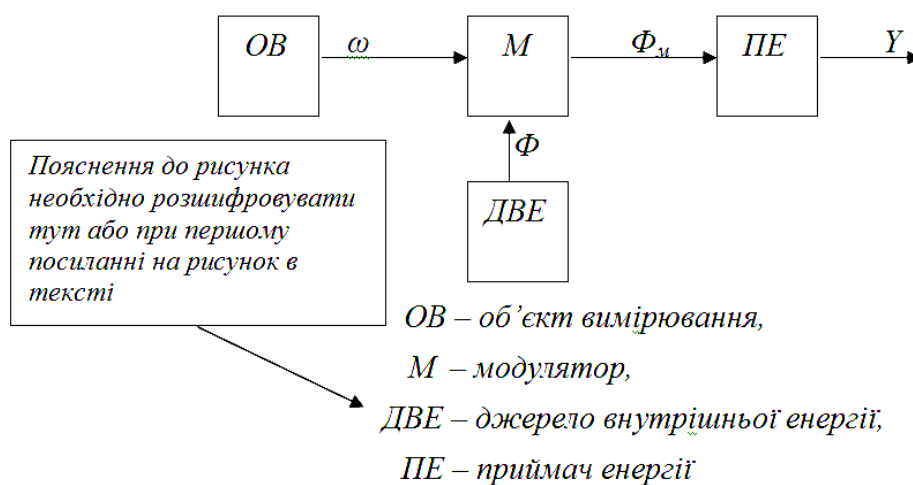 ОВ ω М Φм ПЕ Y
Φ
ДВЕ
Пояснення до рисунка
необхідно розшифровувати
тут або при першому
посиланні на рисунок в
тексті
ОВ – об’єкт вимірювання,
М – модулятор,
ДВЕ – джерело внутрішньої енергії,
ПЕ – приймач енергії